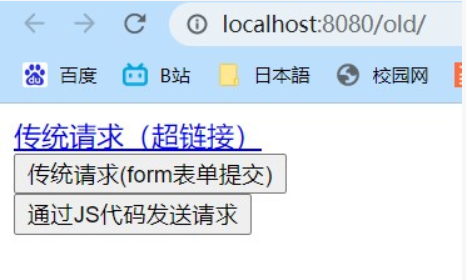 localhost:8080/old/
百度 B站 日本語 校园网
传统请求（超链接）
传统请求(form表单提交)
通过JS代码发送请求